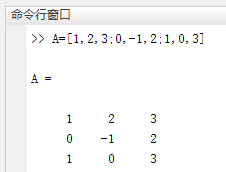 命令行窗口
>> A=[1,2,3;0,-1,2;1,0,3]
A =
1 2 3
0 -1 2
1 0 3